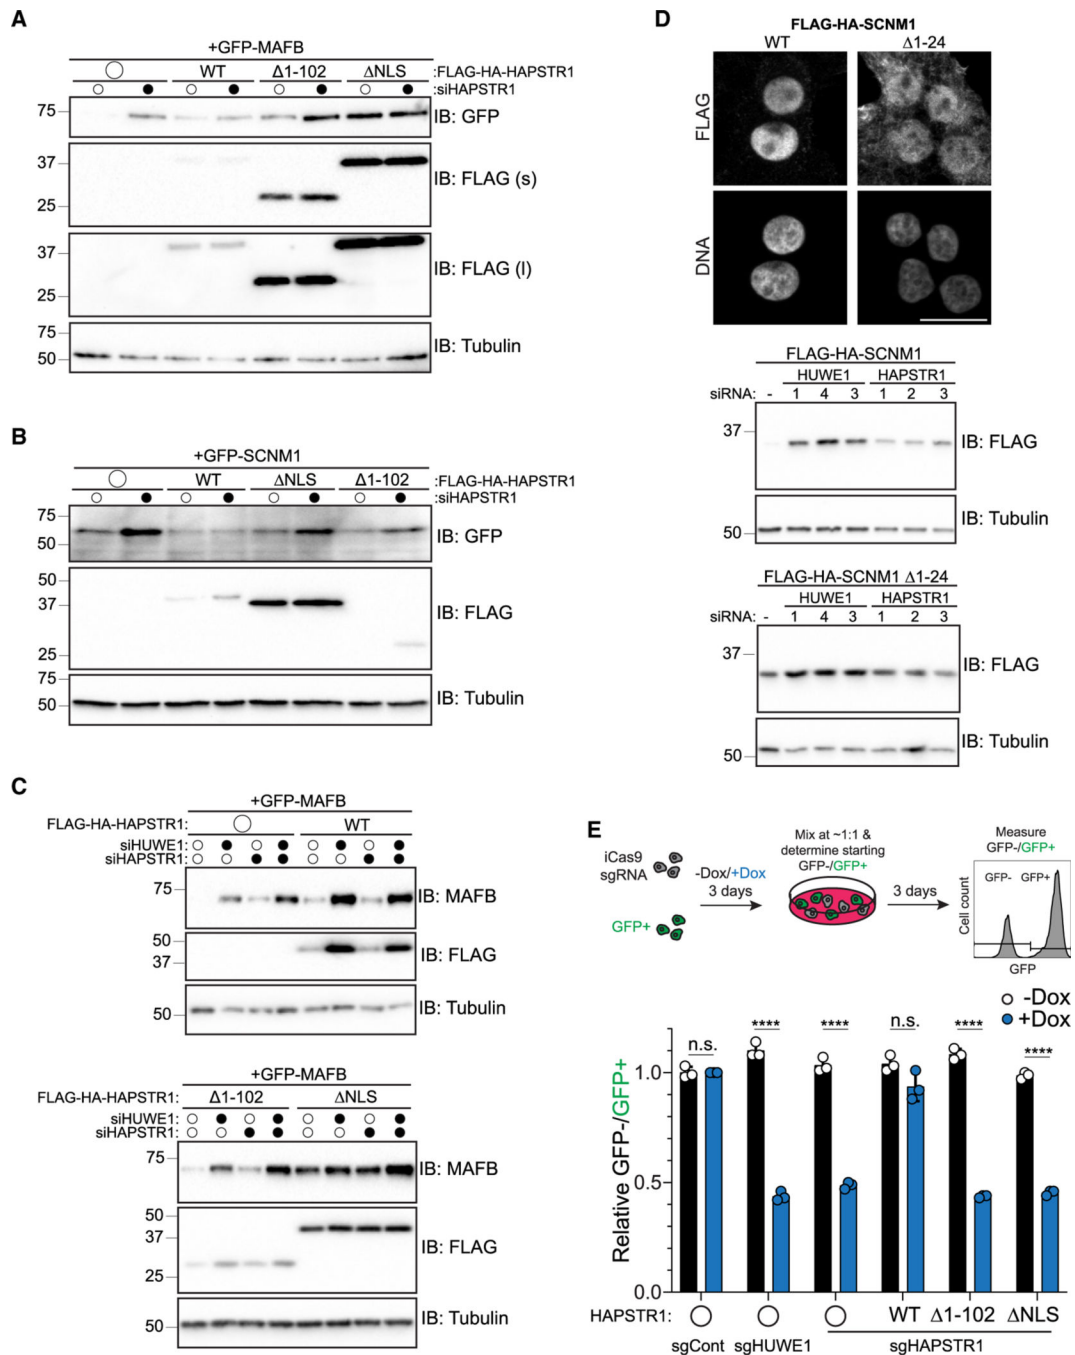 A
+GFP-MAFB
WT Δ1-102 ΔNLS :FLAG-HA-HAPSTR1
:siHAPSTR1
75 IB: GFP
37
25
IB: FLAG (s)
37
25
IB: FLAG (l)
75
50
IB: Tubulin
B
+GFP-SCNM1
WT ΔNLS Δ1-102 :FLAG-HA-HAPSTR1
:siHAPSTR1
75
50
IB: GFP
50
37
25
IB: FLAG
75
50
IB: Tubulin
C
+GFP-MAFB
FLAG-HA-HAPSTR1: WT
siHUWE1:
siHAPSTR1:
75 IB: MAFB
50
37
IB: FLAG
50 IB: Tubulin
+GFP-MAFB
FLAG-HA-HAPSTR1: Δ1-102 ΔNLS
siHUWE1:
siHAPSTR1:
75 IB: MAFB
50
37
25
IB: FLAG
50 IB: Tubulin
D
FLAG-HA-SCNM1
WT Δ1-24
FLAG
DNA
FLAG-HA-SCNM1
HUWE1 HAPSTR1
siRNA: - 1 4 3 1 2 3
37 IB: FLAG
50 IB: Tubulin
FLAG-HA-SCNM1 Δ1-24
HUWE1 HAPSTR1
siRNA: - 1 4 3 1 2 3
37 IB: FLAG
50 IB: Tubulin
E
iCas9
sgRNA
GFP+
-Dox/+Dox
3 days
Mix at ~1:1 &
determine starting
GFP-/GFP+
3 days
Measure
GFP-/GFP+
Cell count
GFP- GFP+
GFP
-Dox
+Dox
n.s. **** **** n.s. **** ****
Relative GFP-/GFP+
1.0
0.5
0.0
HAPSTR1: WT Δ1-102 ΔNLS
sgCont sgHUWE1 sgHAPSTR1